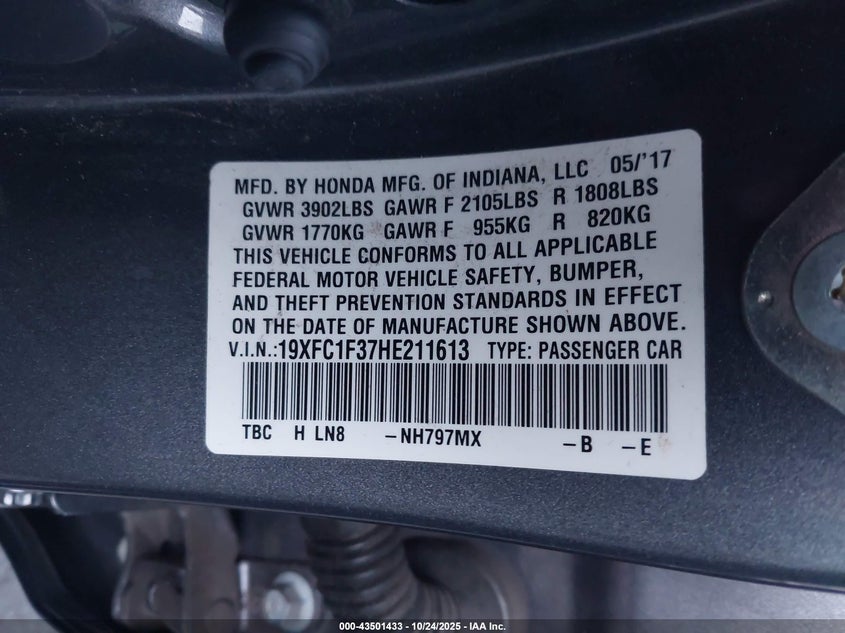 MFD. BY HONDA MFG. OF INDIANA, LLC 05/'17
GVWR 3902LBS GAWR F 2105LBS R 1808LBS
GVWR 1770KG GAWR F 955KG R 820KG
THIS VEHICLE CONFORMS TO ALL APPLICABLE
FEDERAL MOTOR VEHICLE SAFETY, BUMPER,
AND THEFT PREVENTION STANDARDS IN EFFECT
ON THE DATE OF MANUFACTURE SHOWN ABOVE.
V.I.N.:19XFC1F37HE211613 TYPE: PASSENGER CAR
TBC H LN8 -NH797MX -B -E
000-43501433 - 10/24/2025 - IAA Inc.